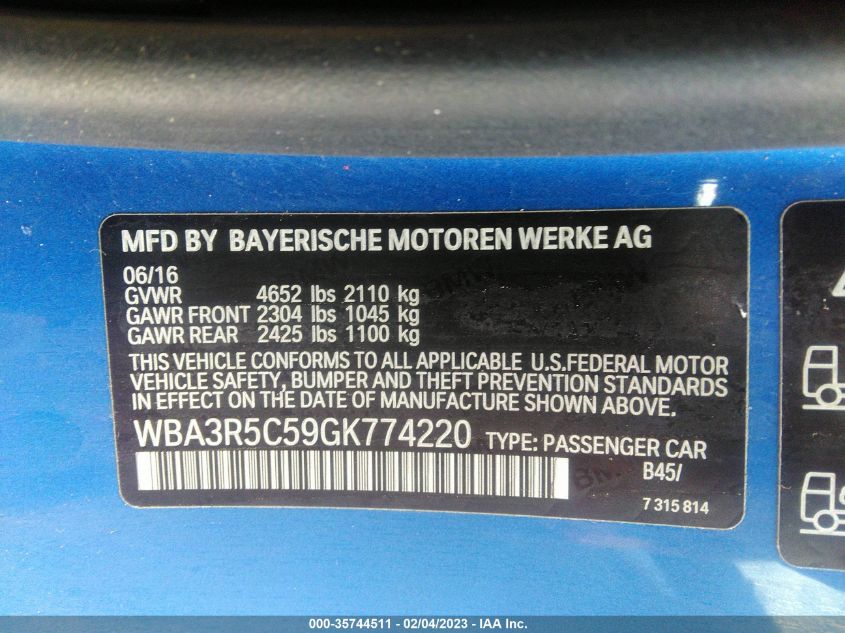 MFD BY BAYERISCHE MOTOREN WERKE AG
06/16
GVWR 4652 lbs 2110 kg
GAWR FRONT 2304 lbs 1045 kg
GAWR REAR 2425 lbs 1100 kg
THIS VEHICLE CONFORMS TO ALL APPLICABLE U.S.FEDERAL MOTOR
VEHICLE SAFETY, BUMPER AND THEFT PREVENTION STANDARDS
IN EFFECT ON THE DATE OF MANUFACTURE SHOWN ABOVE.
WBA3R5C59GK774220 TYPE: PASSENGER CAR
B45/
7 315 814
000-35744511 - 02/04/2023 - IAA Inc.